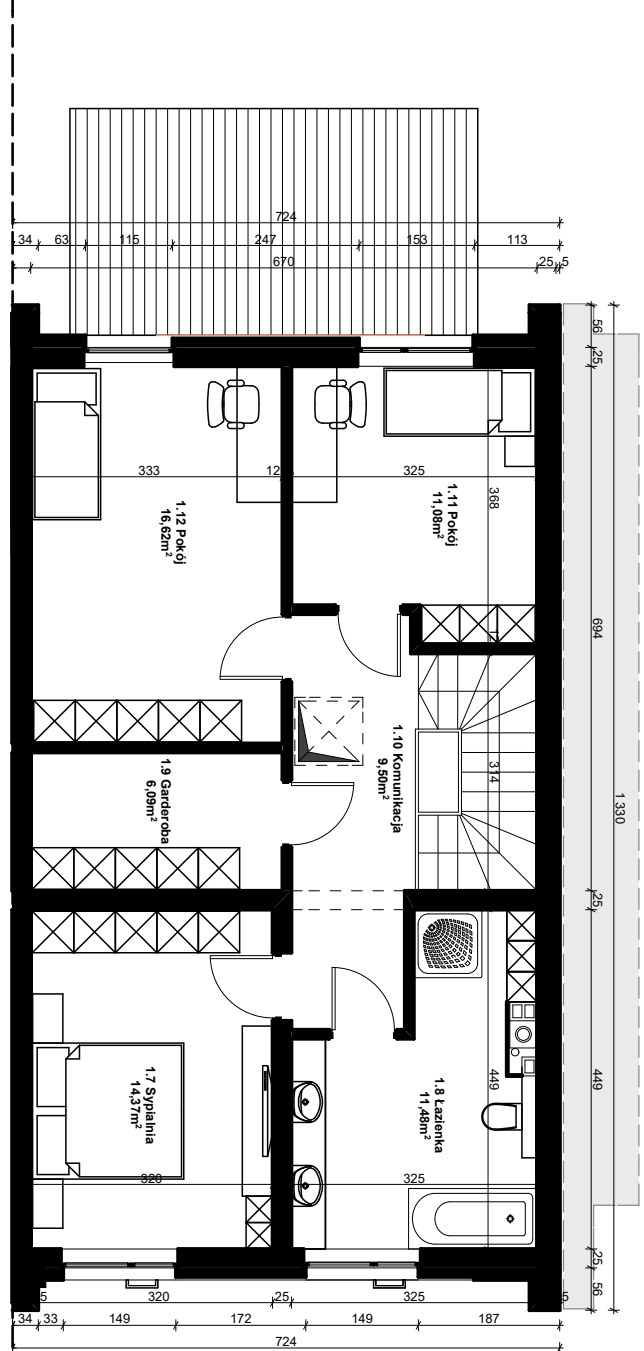 724
34 63 115 247 153 113
670 25 5
56
25
333 12 325
368
1.11 Pokój
11,08m²
1.12 Pokój
16,62m²
694
1.10 Komunikacja
9,50m²
314
1.9 Garderoba
6,09m²
1 330
25
1.7 Sypialnia
14,37m²
1.8 Łazienka
11,48m²
449
449
320 325
25
56
5 320 25 325 5
34 33 149 172 149 187
724